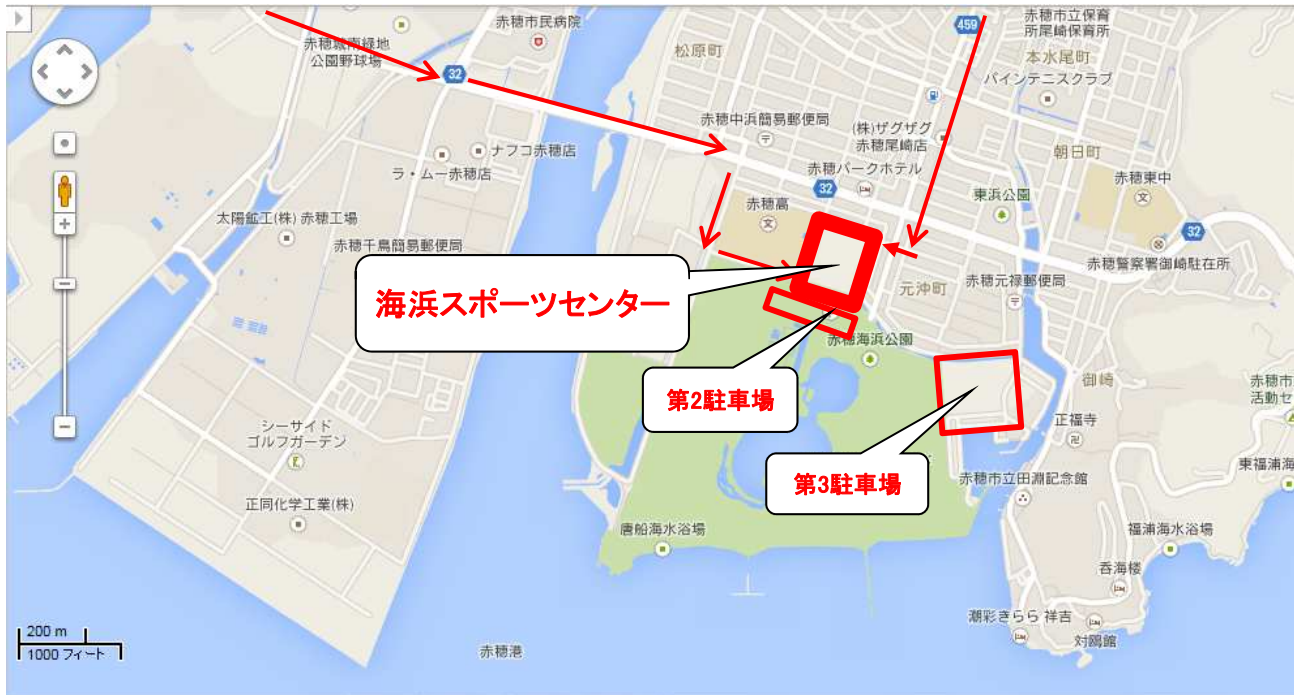 赤穂市民病院
459
赤穂市立保育
所尾崎保育所
赤穂城南緑地
公園野球場
松原町
本水尾町
32
パインテニスクラブ
赤穂中浜簡易郵便局
(株)ザグザグ
赤穂尾崎店
ナフコ赤穂店
朝日町
ラ・ムー赤穂店
赤穂パークホテル
32
赤穂東中
東浜公園
太陽鉱工(株) 赤穂工場
赤穂高
32
赤穂千鳥簡易郵便局
赤穂警察署御崎駐在所
海浜スポーツセンター
元沖町
赤穂元禄郵便局
赤穂海浜公園
第2駐車場
御崎
赤穂市
活動セ
シーサイド
ゴルフガーデン
正福寺
東福浦海
第3駐車場
赤穂市立田淵記念館
正同化学工業(株)
唐船海水浴場
福浦海水浴場
呑海楼
潮彩きらら 祥吉
対鴎館
200 m
1000 フィート
赤穂港